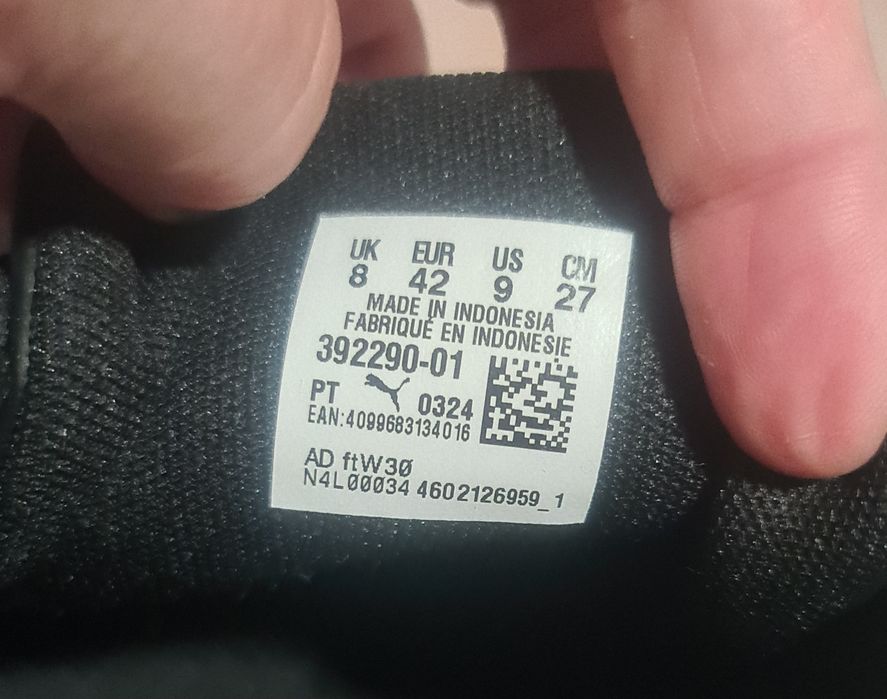 UK EUR US CM
8 42 9 27
MADE IN INDONESIA
FABRIQUÉ EN INDONESIE
392290-01
PT 0324
EAN:4099683134016
AD ftW30
N4L00034 4602126959_1